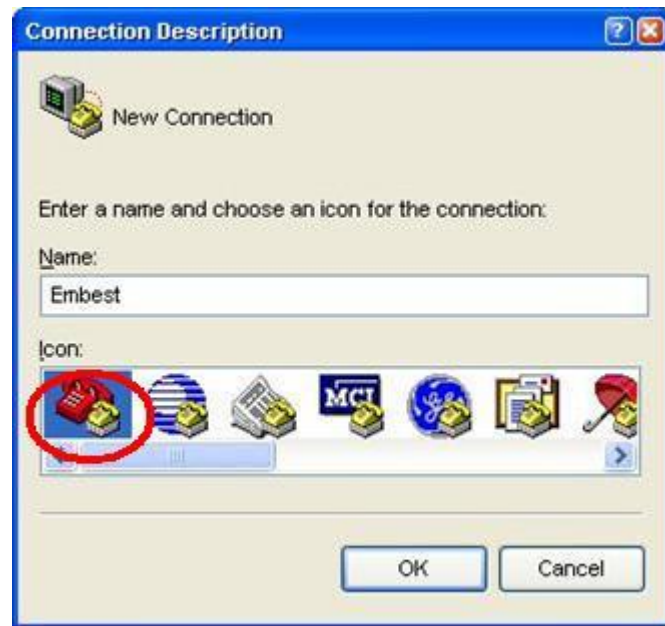 Connection Description
New Connection
Enter a name and choose an icon for the connection:
Name:
Embest
Icon:
MCI
OK
Cancel